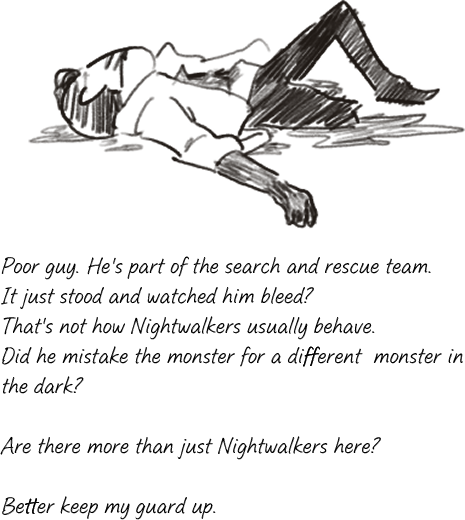 Poor guy. He's part of the search and rescue team.
It just stood and watched him bleed?
That's not how Nightwalkers usually behave.
Did he mistake the monster for a different monster in
the dark?
Are there more than just Nightwalkers here?
Better keep my guard up.